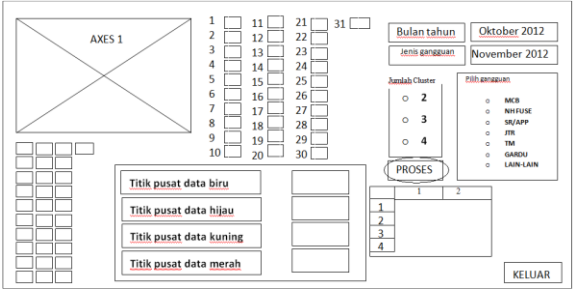 AXES 1
1 11 21 31
2 12 22
3 13 23
4 14 24
5 15 25
6 16 26
7 17 27
8 18 28
9 19 29
10 20 30
Bulan tahun
Oktober 2012
Jenis gangguan
November 2012
Jumlah Cluster
2
3
4
PROSES
Pilih gangguan
MCB
NH FUSE
SR/APP
JTR
TM
GARDU
LAIN-LAIN
Titik pusat data biru
Titik pusat data hijau
Titik pusat data kuning
Titik pusat data merah
1 2
1
2
3
4
KELUAR